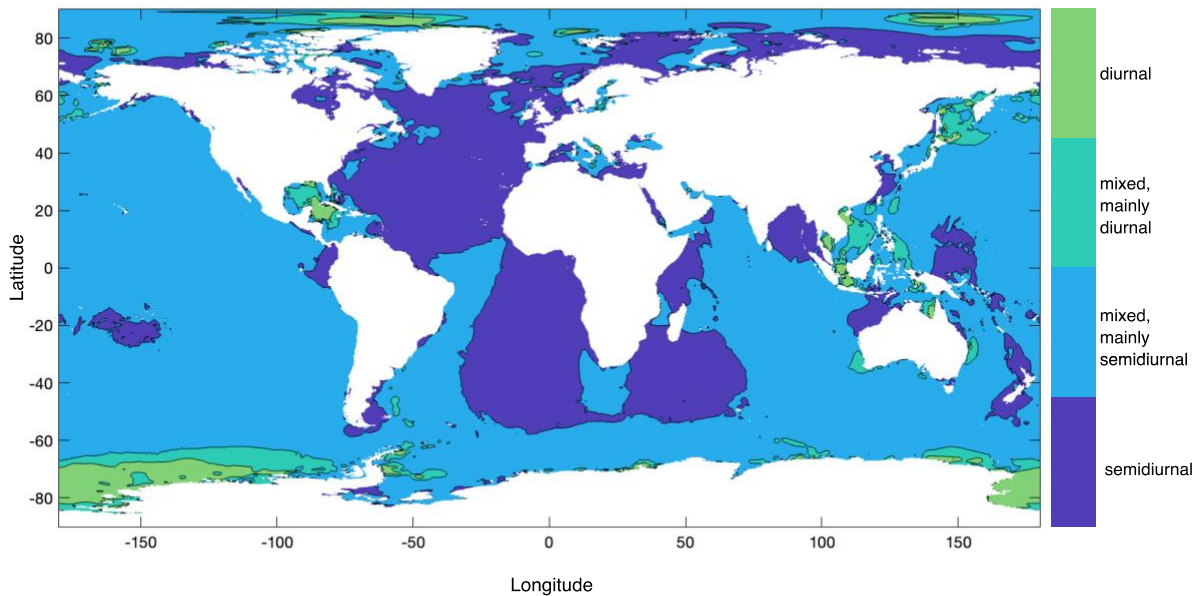 80
60
40
20
0
-20
-40
-60
-80
Latitude
-150
-100
-50
0
50
100
150
Longitude
diurnal
mixed,
mainly
diurnal
mixed,
mainly
semidiurnal
semidiurnal